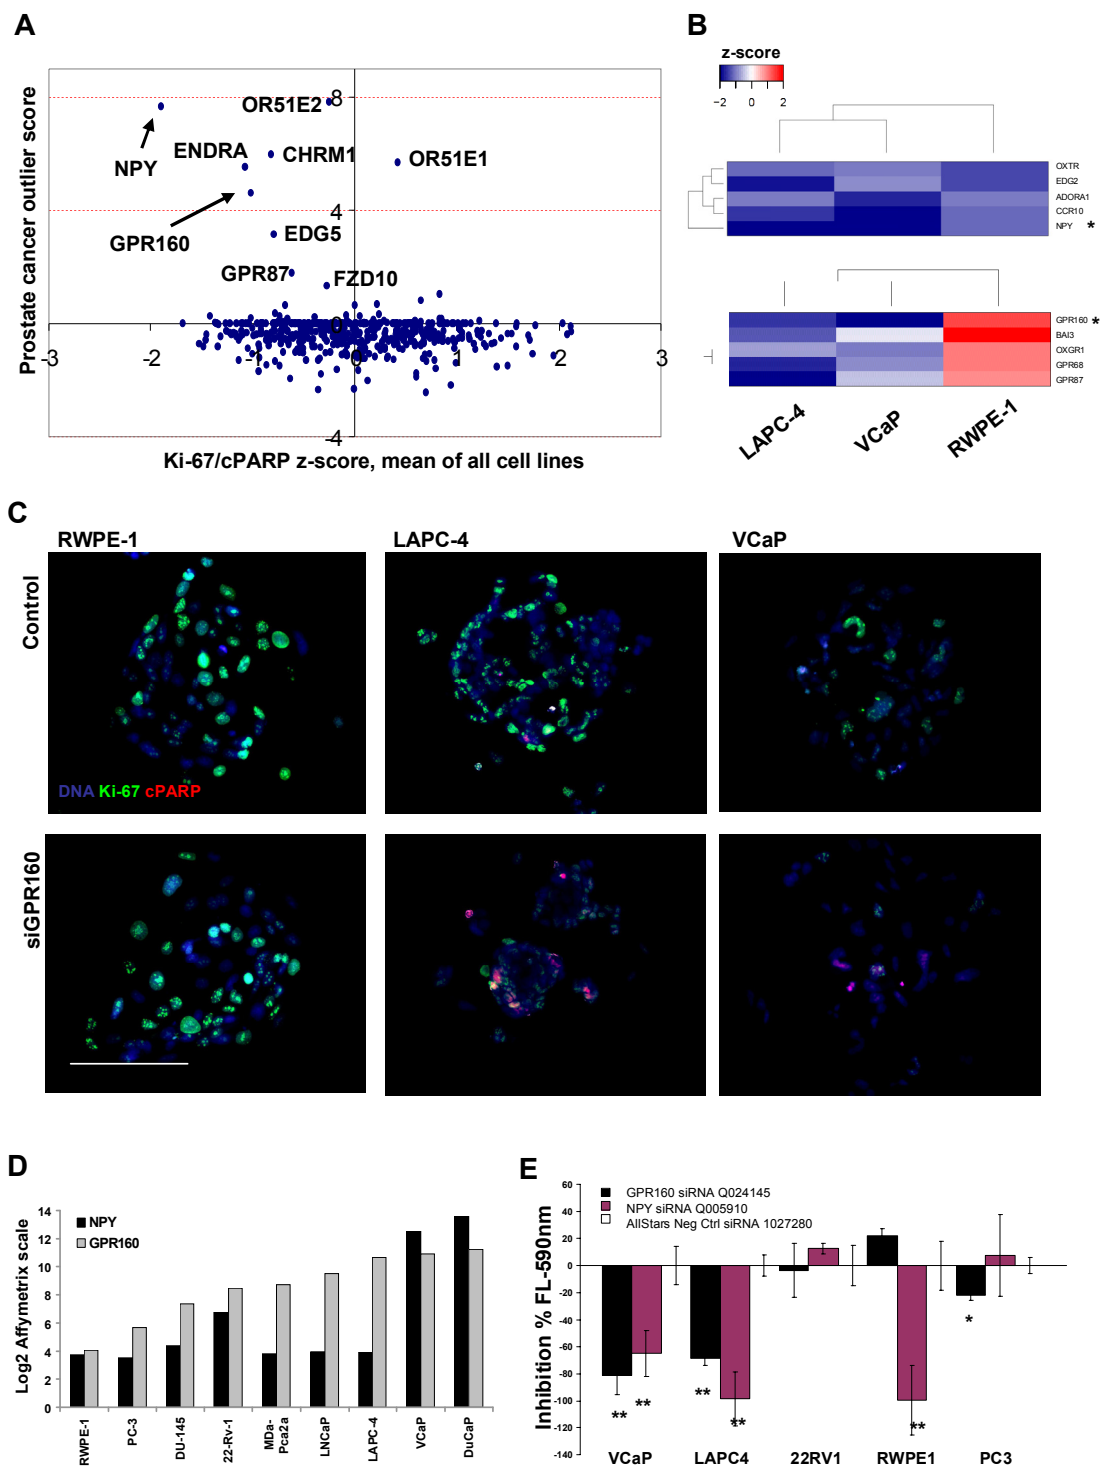 A
Prostate cancer outlier score
8
4
0
-4
-3
-2
-1
0
1
2
3
OR51E2
NPY
ENDRA
CHRM1
OR51E1
GPR160
EDG5
GPR87
FZD10
Ki-67/cPARP z-score, mean of all cell lines
B
z-score
-2 0 2
OXTR
EDG2
ADORA1
CCR10
NPY *
GPR160 *
BAI3
OXGR1
GPR68
GPR87
LAPC-4
VCaP
RWPE-1
C
RWPE-1
LAPC-4
VCaP
Control
DNA Ki-67 cPARP
siGPR160
D
Log2 Affymetrix scale
14
12
10
8
6
4
2
0
NPY
GPR160
RWPE-1
PC-3
DU-145
22-Rv-1
MDa-
Pca2a
LNCaP
LAPC-4
VCaP
DuCaP
E
Inhibition % FL-590nm
60
40
20
0
-20
-40
-60
-80
-100
-120
-140
GPR160 siRNA Q024145
NPY siRNA Q005910
AllStars Neg Ctrl siRNA 1027280
**
**
**
**
**
*
VCaP
LAPC4
22RV1
RWPE1
PC3